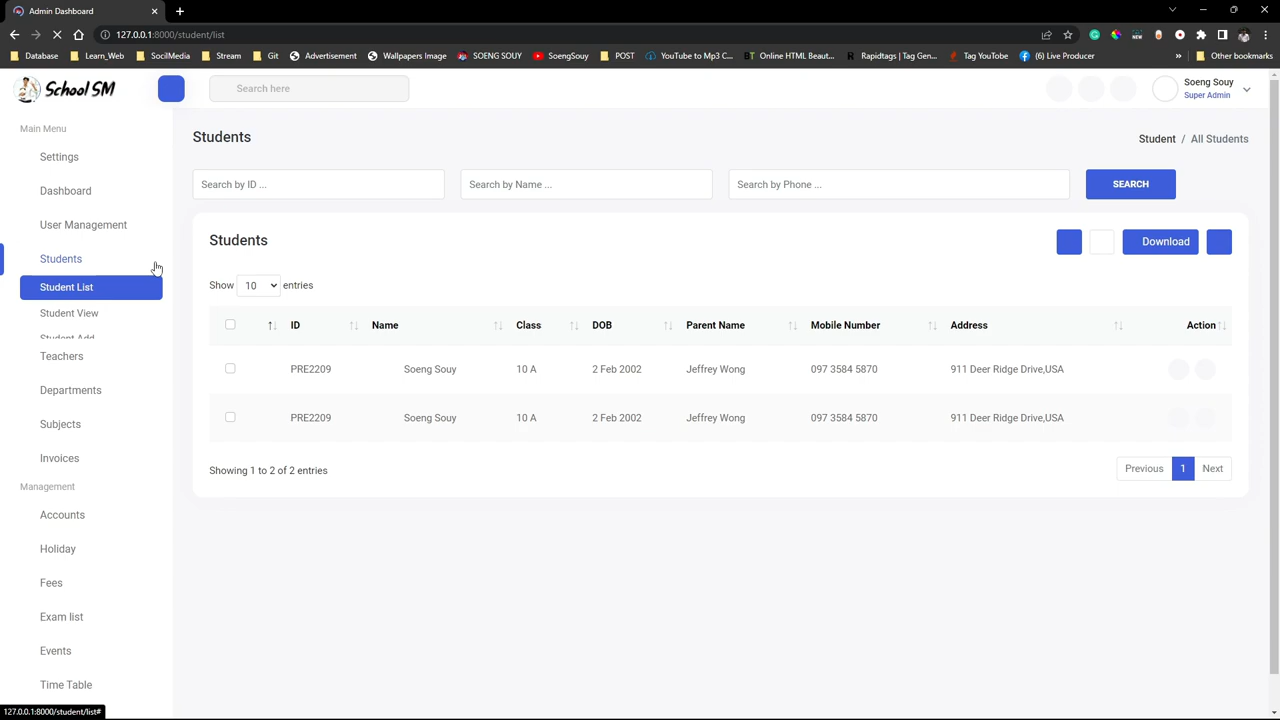 Admin Dashboard
127.0.0.1:8000/student/list
Database
Learn_Web
SocilMedia
Stream
Git
Advertisement
Wallpapers Image
SOENG SOUY
SoengSouy
POST
YouTube to Mp3 C...
Online HTML Beaut...
Rapidtags | Tag Gen...
Tag YouTube
(6) Live Producer
»
Other bookmarks
School SM
Search here
Soeng Souy
Super Admin
Main Menu
Settings
Dashboard
User Management
Students
Student List
Student View
Student Add
Teachers
Departments
Subjects
Invoices
Management
Accounts
Holiday
Fees
Exam list
Events
Time Table
Students
Student / All Students
Search by ID ...
Search by Name ...
Search by Phone ...
SEARCH
Students
Download
Show 10 entries
ID Name Class DOB Parent Name Mobile Number Address Action
PRE2209 Soeng Souy 10 A 2 Feb 2002 Jeffrey Wong 097 3584 5870 911 Deer Ridge Drive,USA
PRE2209 Soeng Souy 10 A 2 Feb 2002 Jeffrey Wong 097 3584 5870 911 Deer Ridge Drive,USA
Showing 1 to 2 of 2 entries
Previous 1 Next
127.0.0.1:8000/student/list#